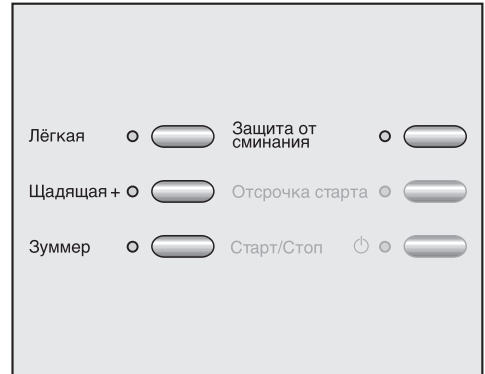 Лёгкая
Защита от
сминания
Щадящая +
Отсрочка старта
Зуммер
Старт/Стоп